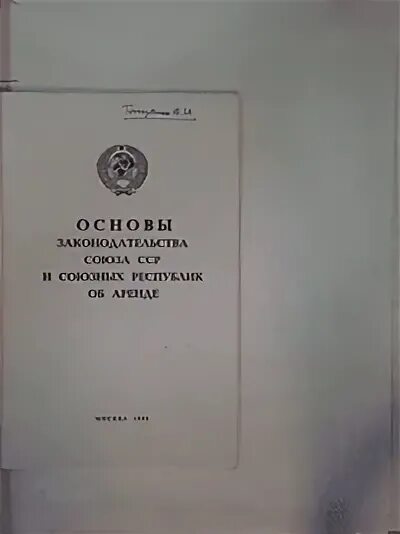 ОСНОВЫ
ЗАКОНОДАТЕЛЬСТВА
СОЮЗА ССР
И СОЮЗНЫХ РЕСПУБЛИК
ОБ АРЕНДЕ
МОСКВА